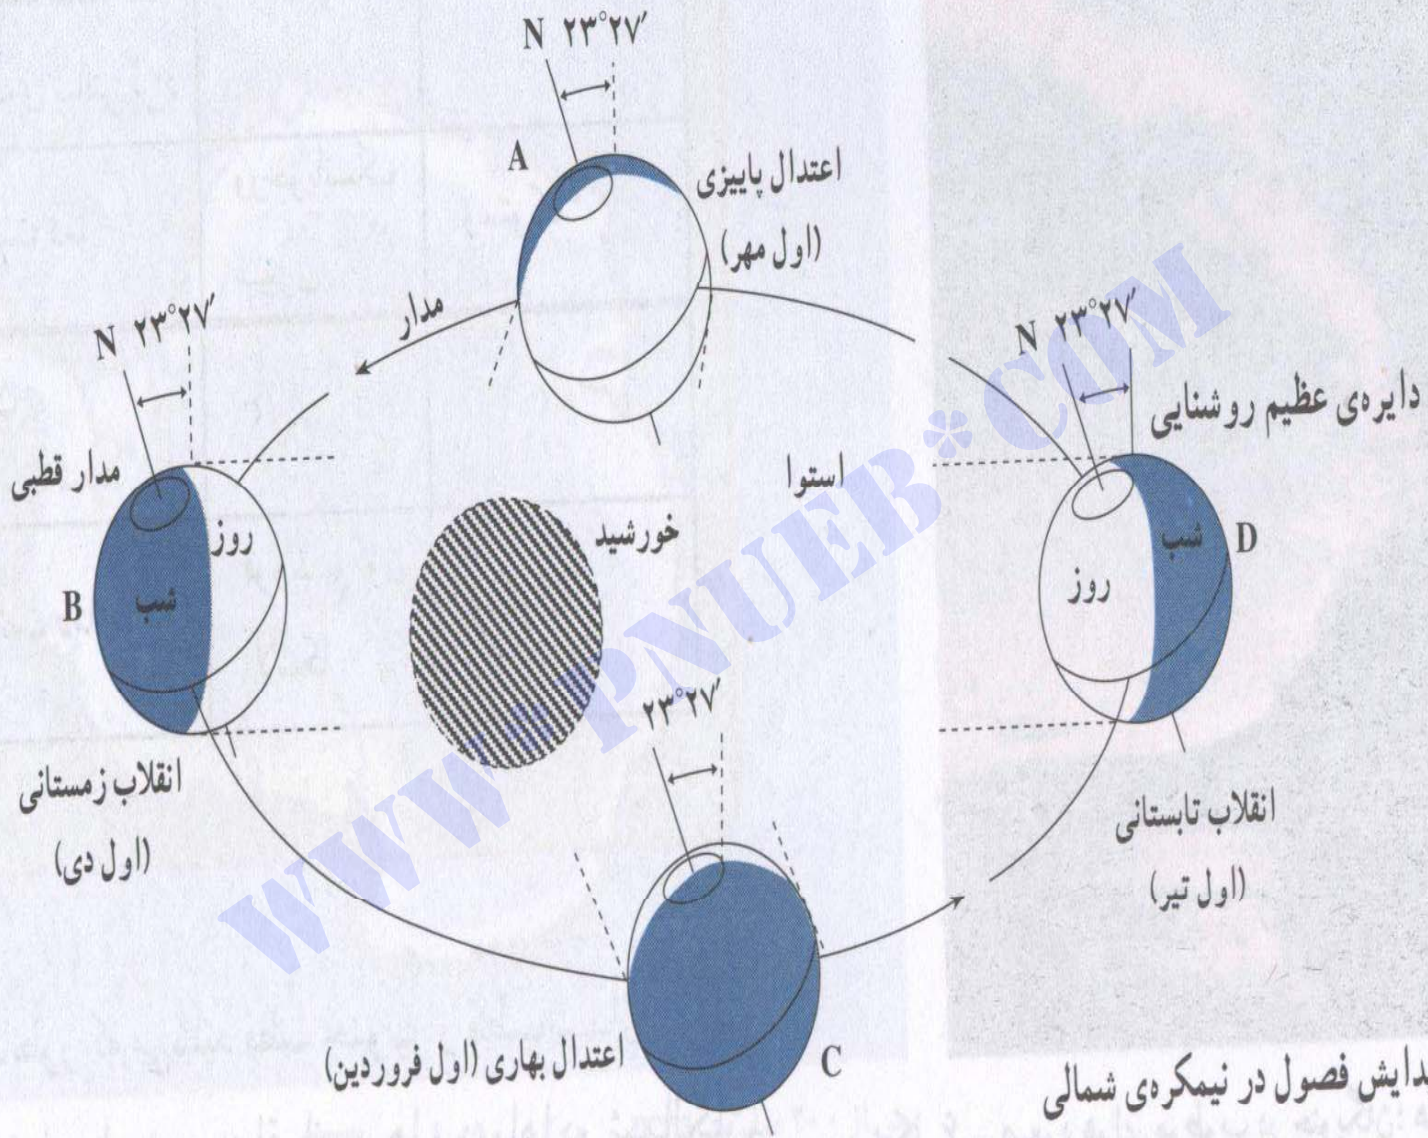 N ۲۳°۲۷′
A
اعتدال پاییزی
(اول مهر)
مدار
N ۲۳°۲۷′
N ۲۳°۲۷′
دایره‌ی عظیم روشنایی
مدار قطبی
استوا
خورشید
روز
شب
B
شب
D
روز
۲۳°۲۷′
انقلاب زمستانی
(اول دی)
انقلاب تابستانی
(اول تیر)
اعتدال بهاری (اول فروردین)
C
فصول در نیمکره‌ی شمالی
WWW*PNUEB*COM